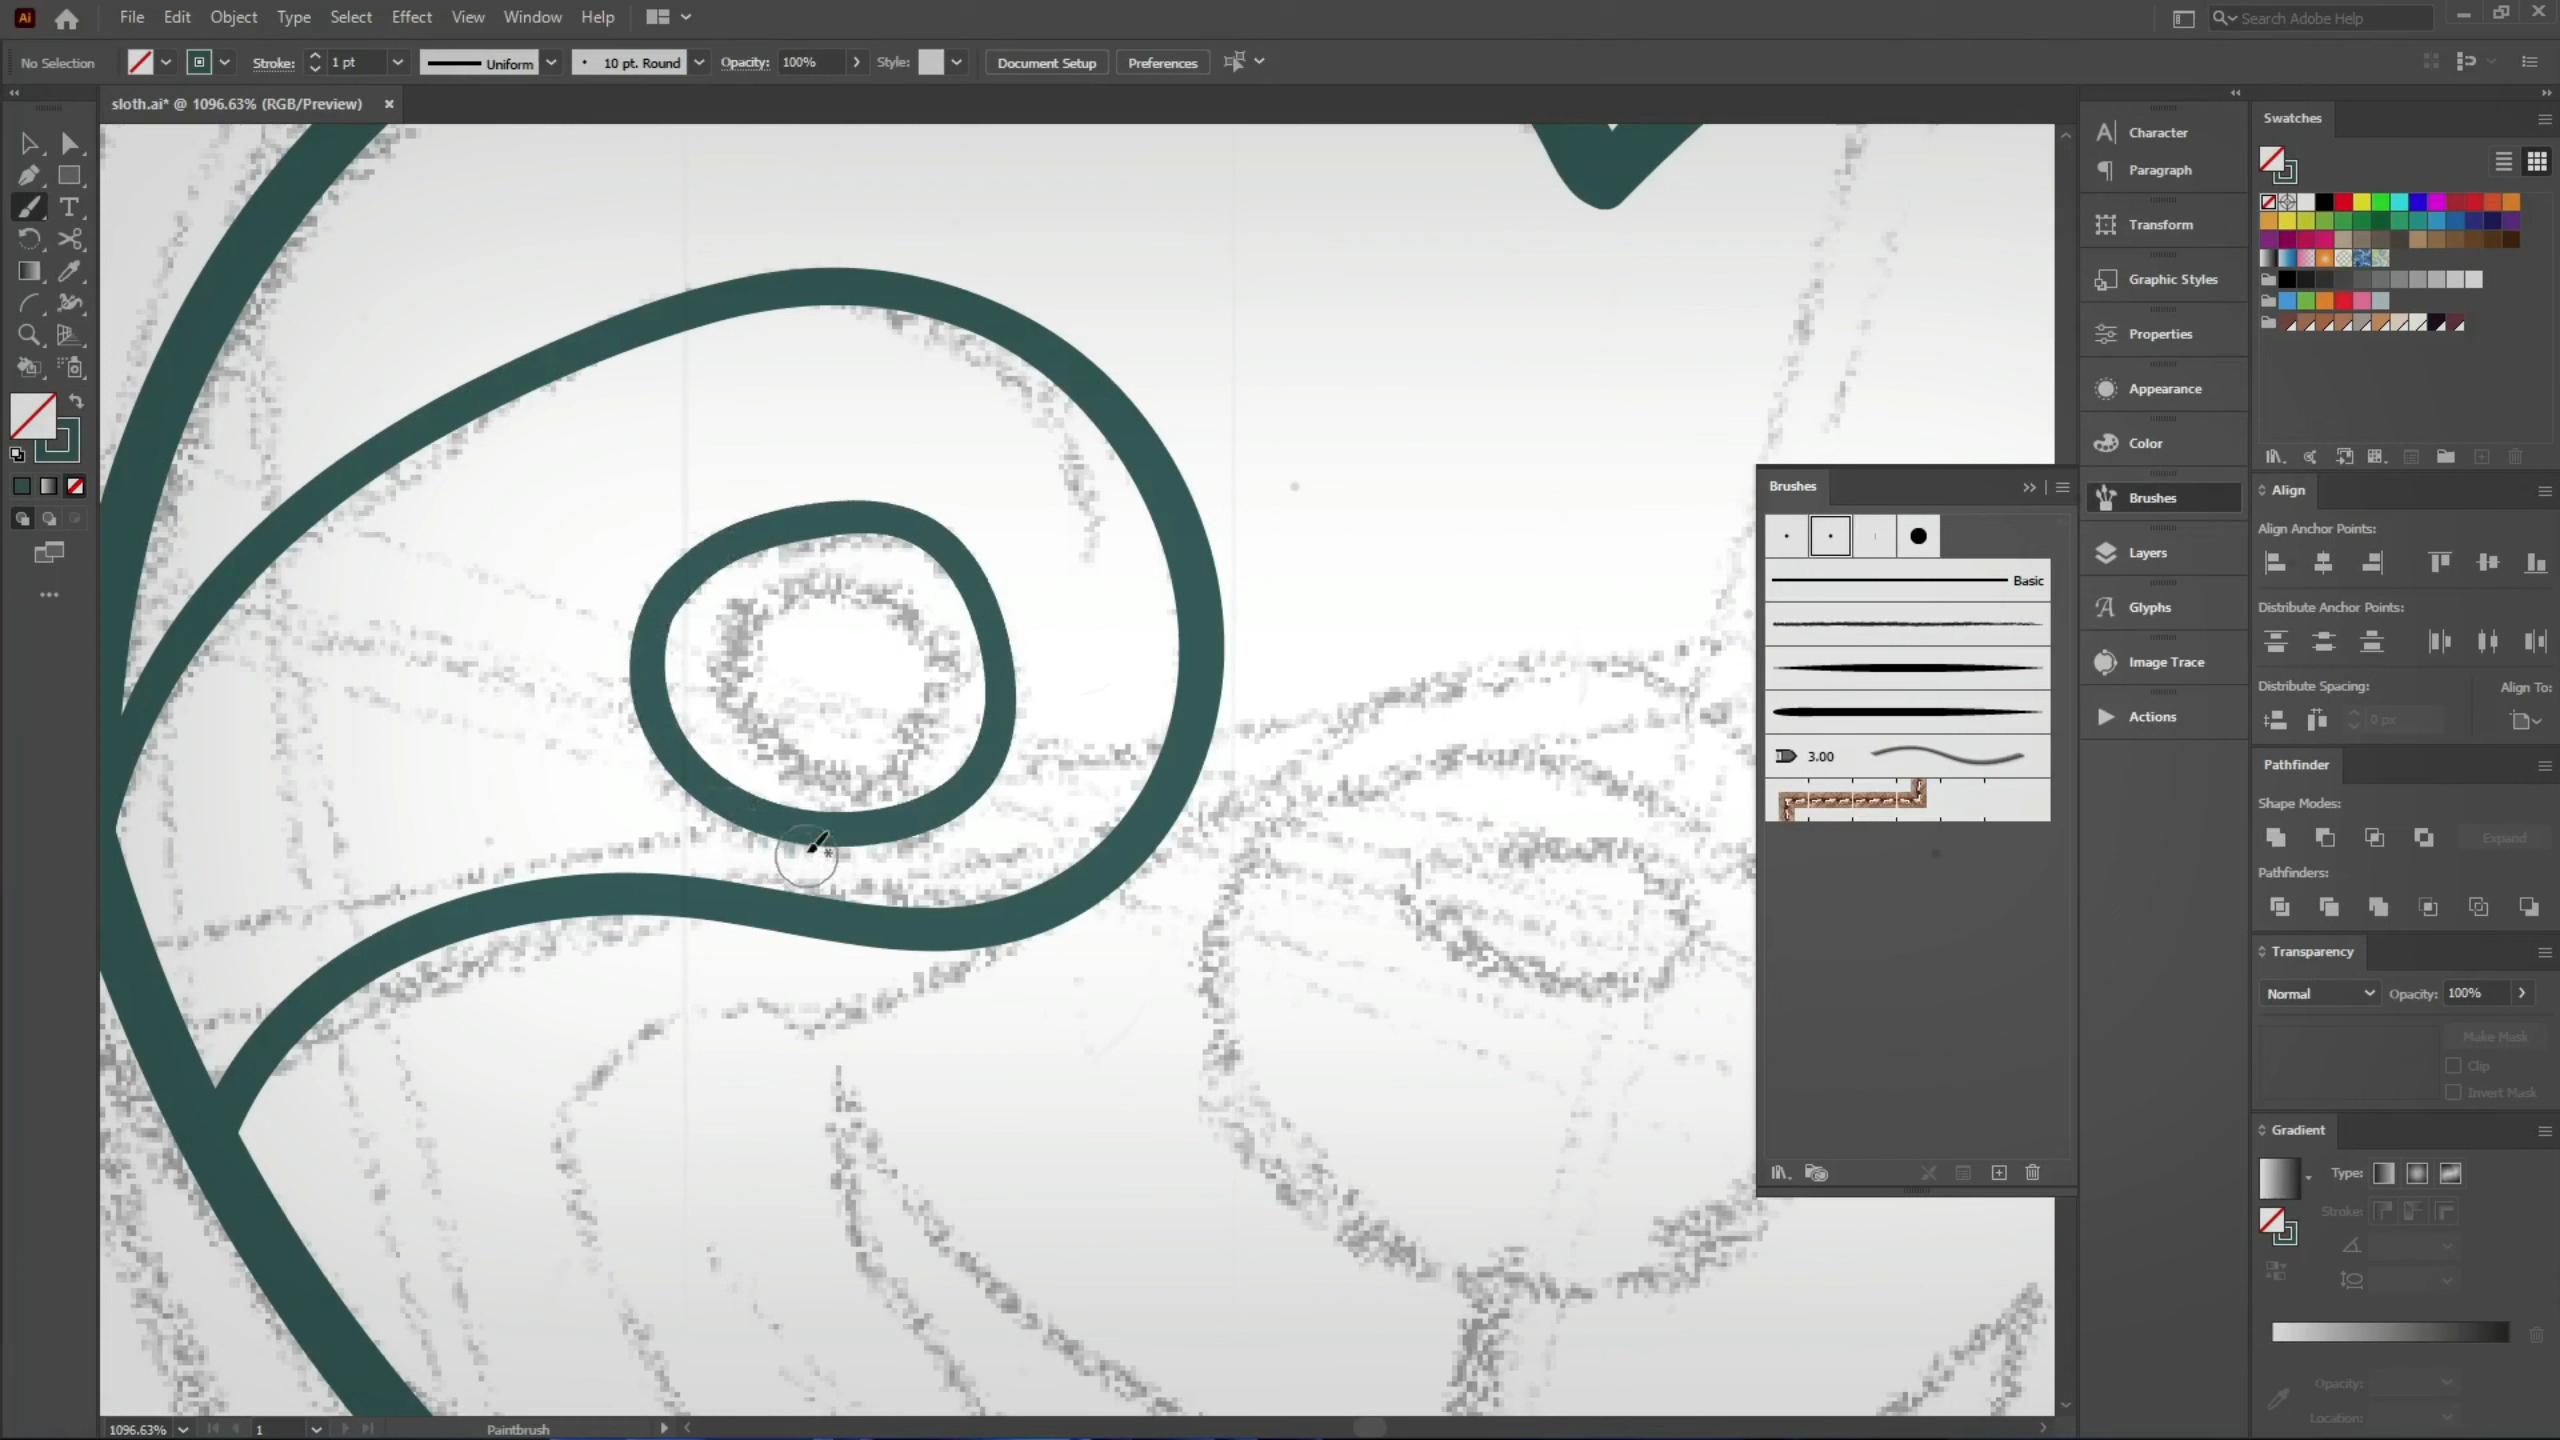 Ai File Edit Object Type Select Effect View Window Help Search Adobe Help
No Selection Stroke: 1 pt Uniform 10 pt. Round Opacity: 100% Style: Document Setup Preferences
sloth.ai* @ 1096.63% (RGB/Preview)
Character
Paragraph
Transform
Graphic Styles
Properties
Appearance
Color
Brushes
Layers
Glyphs
Image Trace
Actions
Brushes
Basic
3.00
Swatches
Align
Align Anchor Points:
Distribute Anchor Points:
Distribute Spacing: Align To:
0 px
Pathfinder
Shape Modes:
Expand
Pathfinders:
Transparency
Normal Opacity: 100%
Make Mask
Clip
Invert Mask
Gradient
Type:
Stroke:
Opacity:
Location:
1096.63% 1 Paintbrush